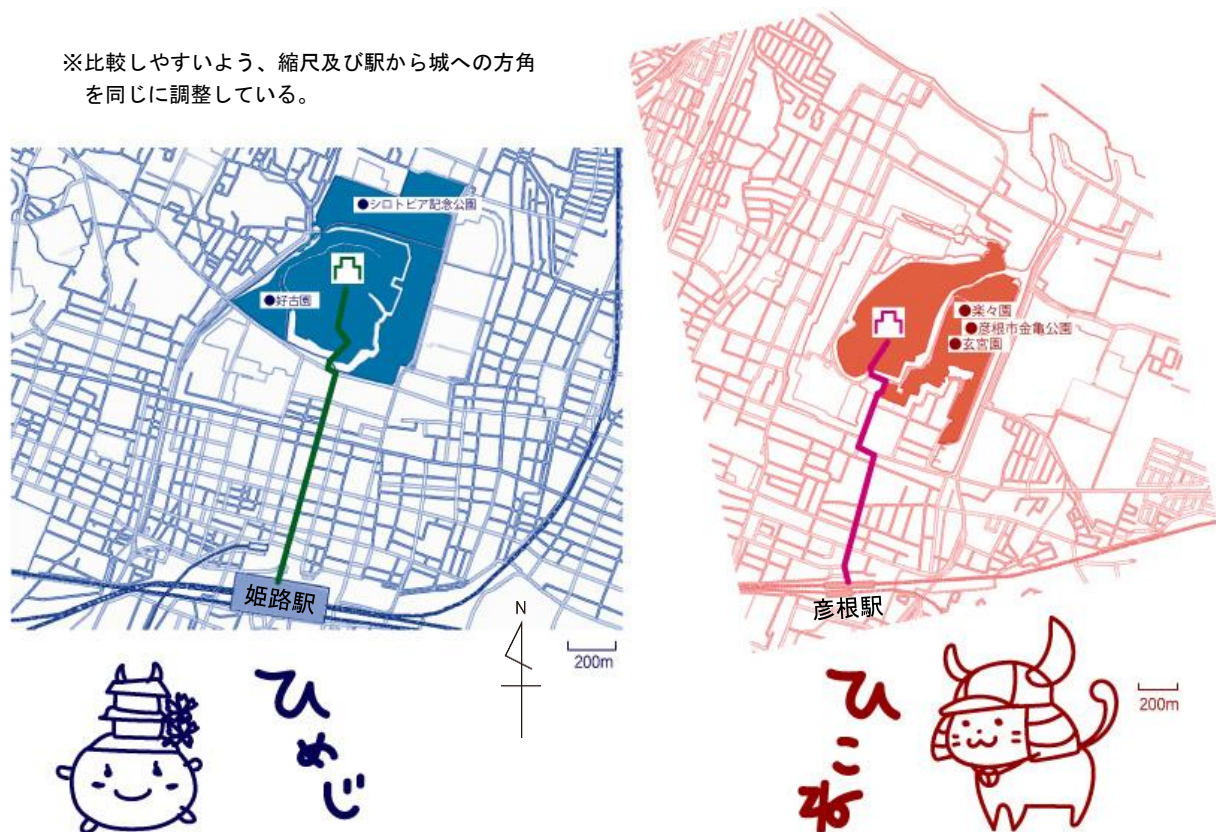 ※比較しやすいよう、縮尺及び駅から城への方角
を同じに調整している。
●シロトピア記念公園
●好古園
姫路駅
N
200m
ひめじ
●楽々園
●彦根市金亀公園
●玄宮園
彦根駅
200m
ひこね